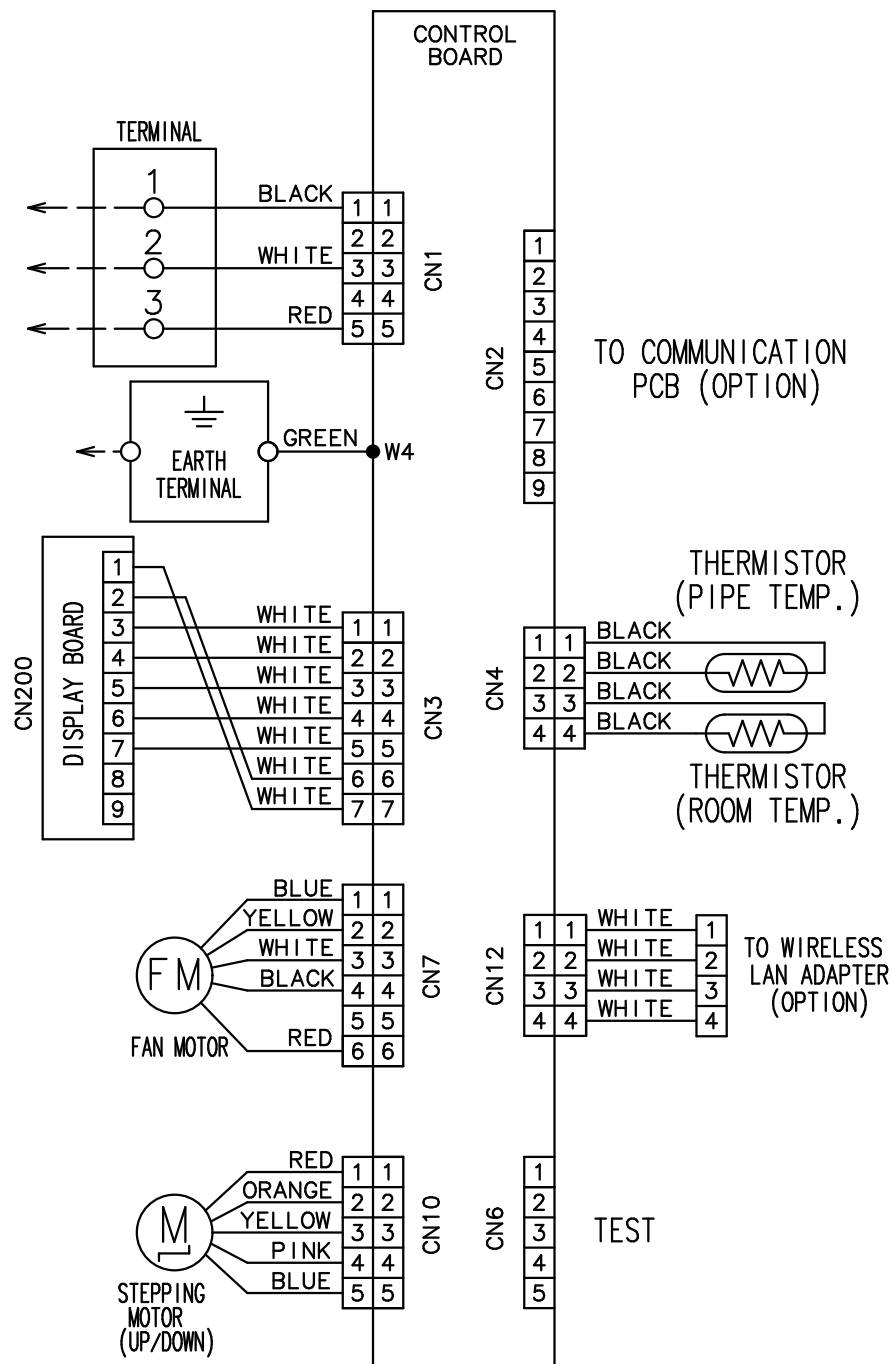 CONTROL
BOARD
TERMINAL
1
BLACK
1 1
2 2
2
WHITE
3 3
4 4
3
RED
5 5
CN1
GREEN
W4
EARTH
TERMINAL
CN200
DISPLAY BOARD
1
2
3
4
5
6
7
8
9
WHITE
1 1
WHITE
2 2
WHITE
3 3
WHITE
4 4
WHITE
5 5
WHITE
6 6
WHITE
7 7
CN3
FM
FAN MOTOR
BLUE
1 1
YELLOW
2 2
WHITE
3 3
BLACK
4 4
5 5
RED
6 6
CN7
M
STEPPING
MOTOR
(UP/DOWN)
RED
1 1
ORANGE
2 2
YELLOW
3 3
PINK
4 4
BLUE
5 5
CN10
CN2
1
2
3
4
5
6
7
8
9
TO COMMUNICATION
PCB (OPTION)
THERMISTOR
(PIPE TEMP.)
CN4
1 1
BLACK
2 2
BLACK
3 3
BLACK
4 4
BLACK
THERMISTOR
(ROOM TEMP.)
CN12
1 1
WHITE
1
2 2
WHITE
2
3 3
WHITE
3
4 4
WHITE
4
TO WIRELESS
LAN ADAPTER
(OPTION)
CN6
1
2
3
4
5
TEST